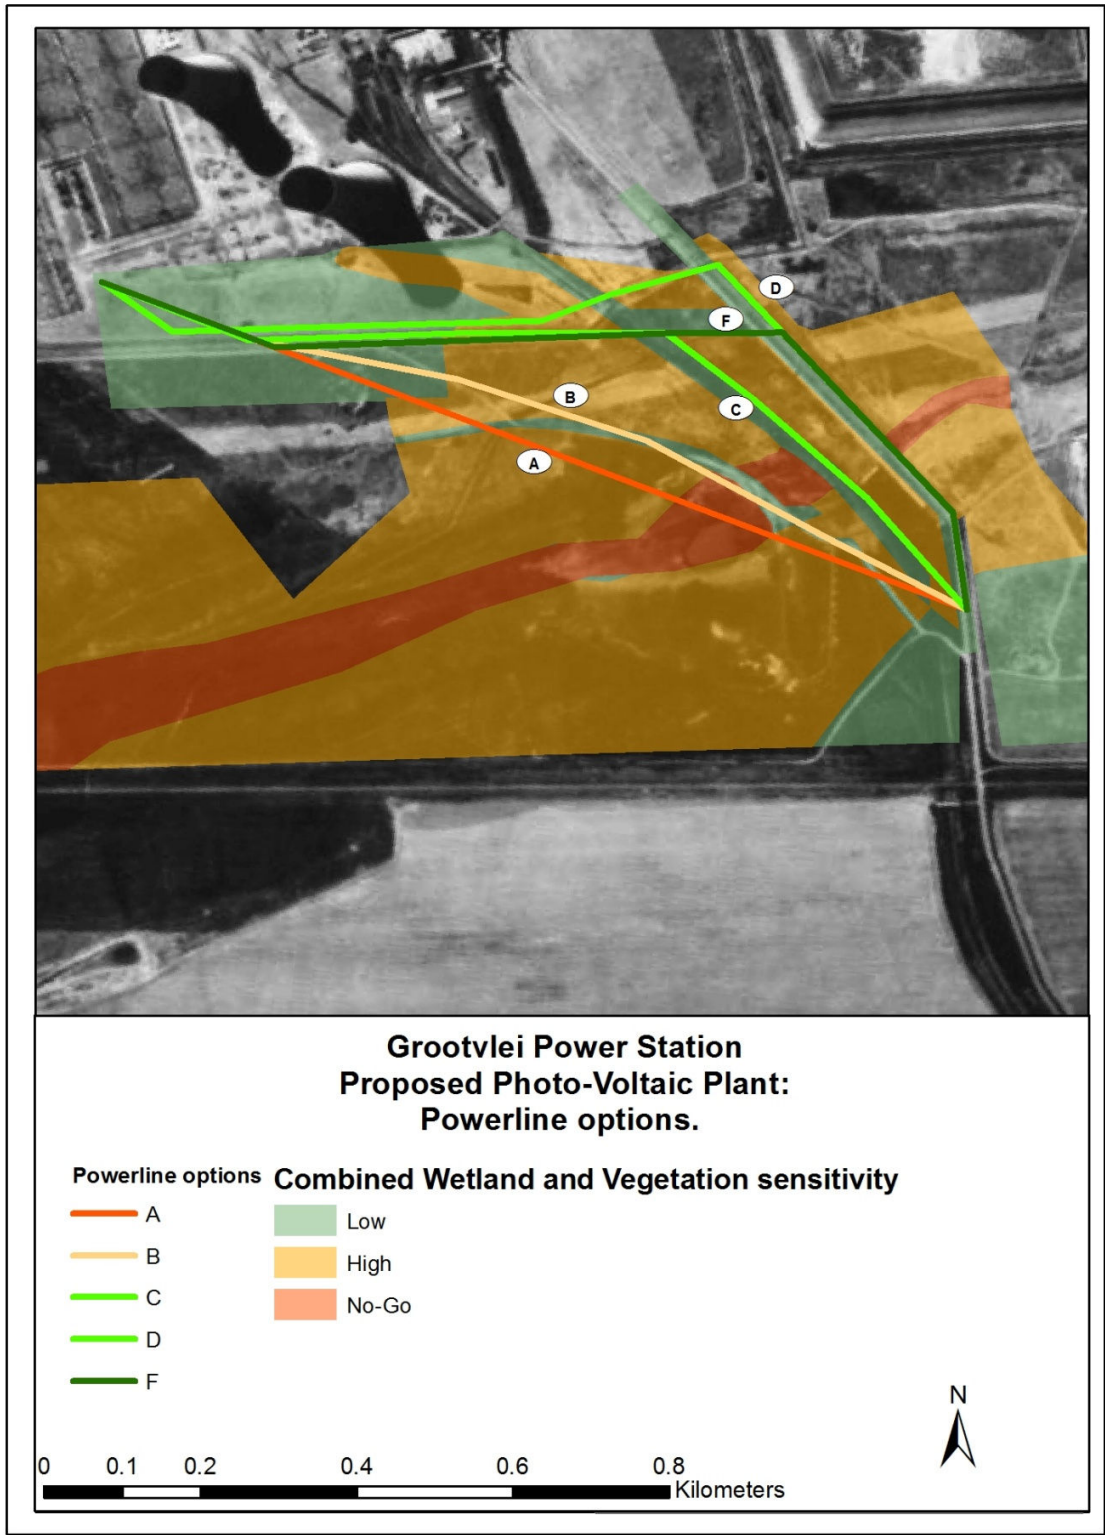 D
F
B
C
A
Grootvlei Power Station
Proposed Photo-Voltaic Plant:
Powerline options.
Powerline options
A
B
C
D
F
Combined Wetland and Vegetation sensitivity
Low
High
No-Go
N
0 0.1 0.2 0.4 0.6 0.8
Kilometers